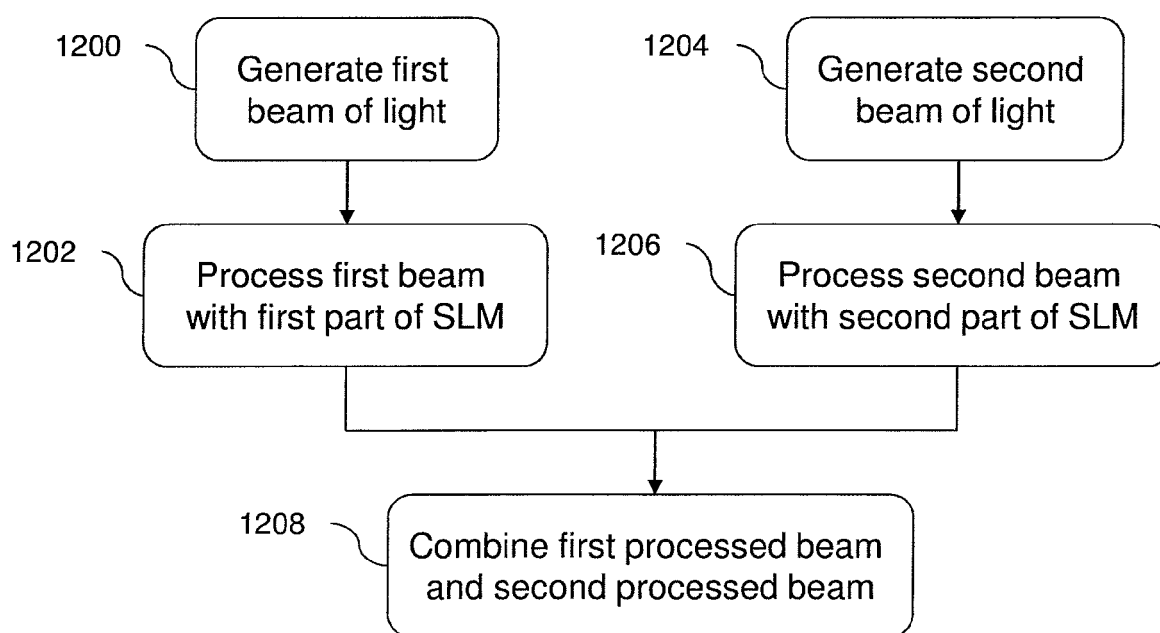 1200
Generate first
beam of light
1204
Generate second
beam of light
1202
Process first beam
with first part of SLM
1206
Process second beam
with second part of SLM
1208
Combine first processed beam
and second processed beam